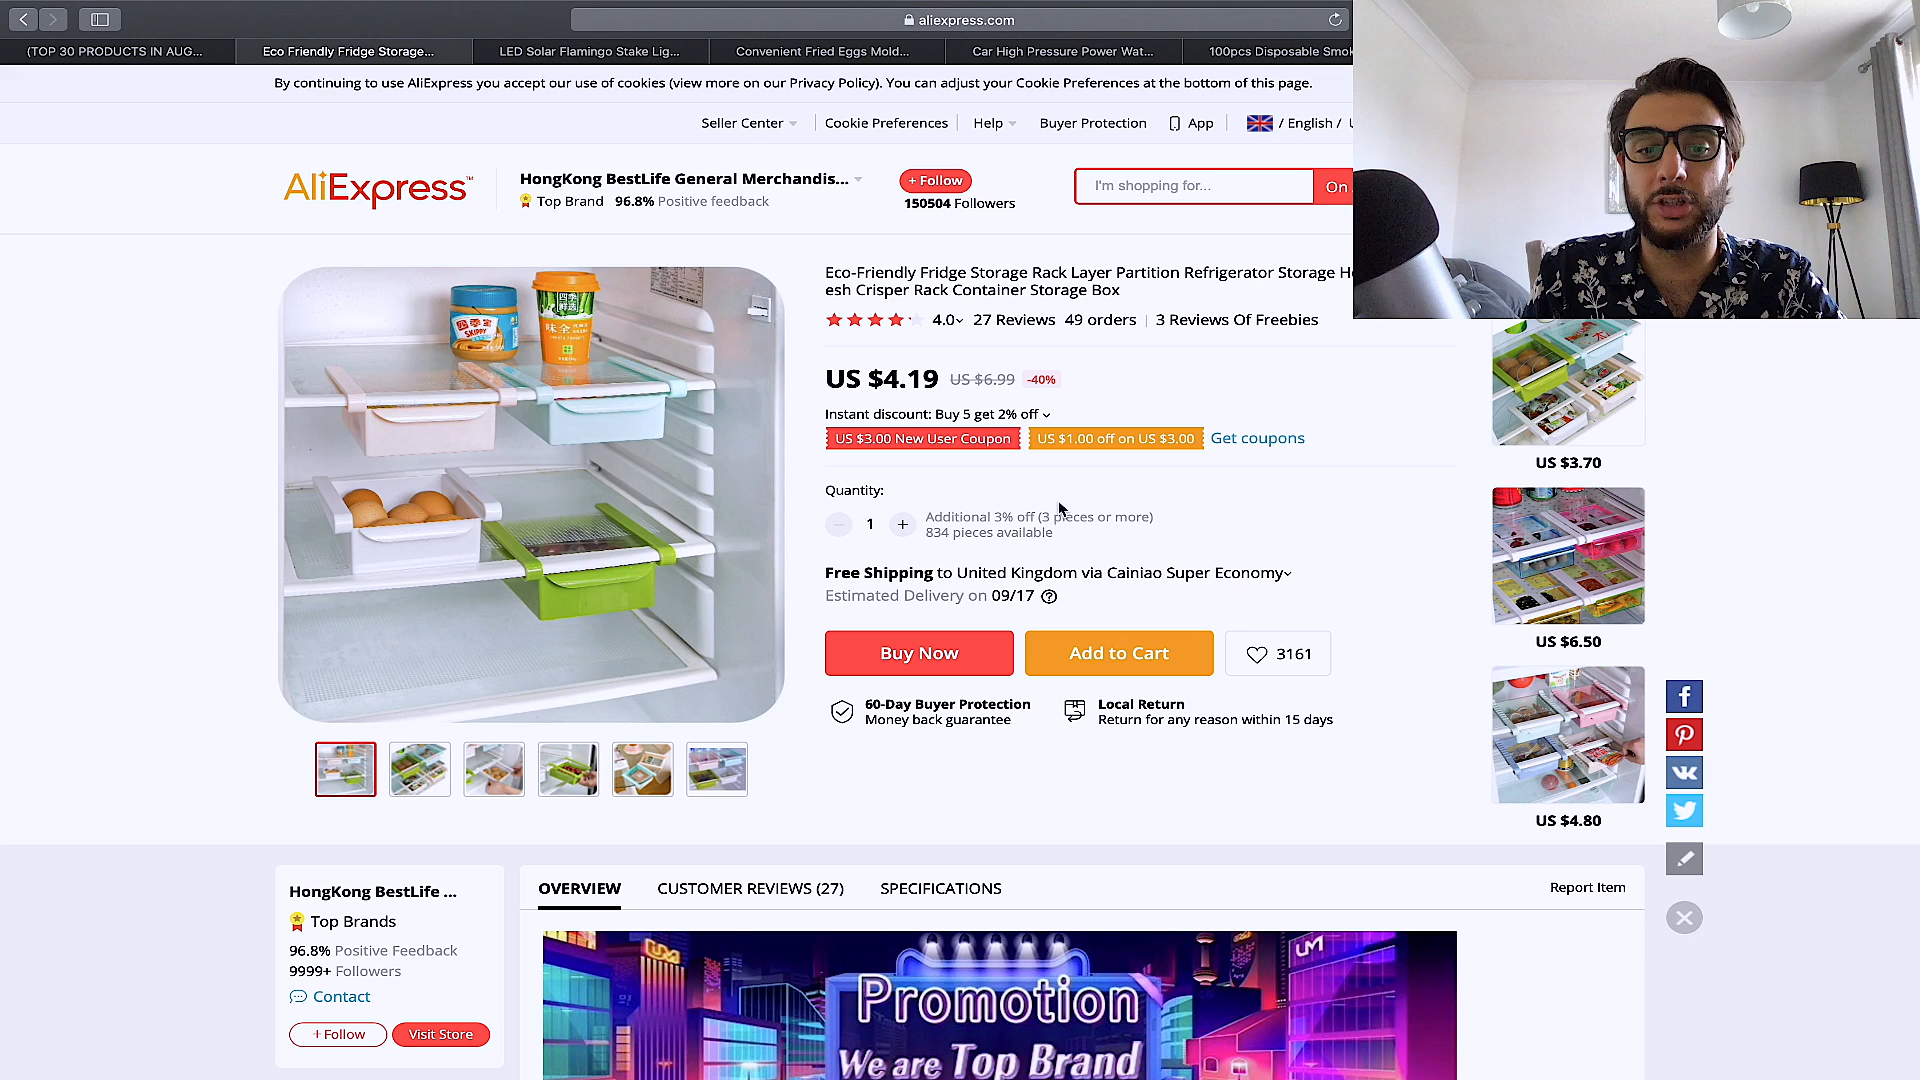 aliexpress.com
(TOP 30 PRODUCTS IN AUG...
Eco Friendly Fridge Storage...
LED Solar Flamingo Stake Lig...
Convenient Fried Eggs Mold...
Car High Pressure Power Wat...
100pcs Disposable Smok
By continuing to use AliExpress you accept our use of cookies (view more on our Privacy Policy). You can adjust your Cookie Preferences at the bottom of this page.
Seller Center
Cookie Preferences
Help
Buyer Protection
App
/ English /
AliExpress™
HongKong BestLife General Merchandis...
Top Brand 96.8% Positive feedback
+ Follow
150504 Followers
I'm shopping for...
On
Eco-Friendly Fridge Storage Rack Layer Partition Refrigerator Storage H
esh Crisper Rack Container Storage Box
4.0 27 Reviews 49 orders 3 Reviews Of Freebies
US $4.19 US $6.99 -40%
Instant discount: Buy 5 get 2% off
US $3.00 New User Coupon
US $1.00 off on US $3.00
Get coupons
Quantity:
1
Additional 3% off (3 pieces or more)
834 pieces available
Free Shipping to United Kingdom via Cainiao Super Economy
Estimated Delivery on 09/17
Buy Now
Add to Cart
3161
60-Day Buyer Protection
Money back guarantee
Local Return
Return for any reason within 15 days
四季宝
SKIPPY
味全
US $3.70
US $6.50
US $4.80
HongKong BestLife ...
Top Brands
96.8% Positive Feedback
9999+ Followers
Contact
+ Follow
Visit Store
OVERVIEW
CUSTOMER REVIEWS (27)
SPECIFICATIONS
Report Item
Promotion
We are Top Brand